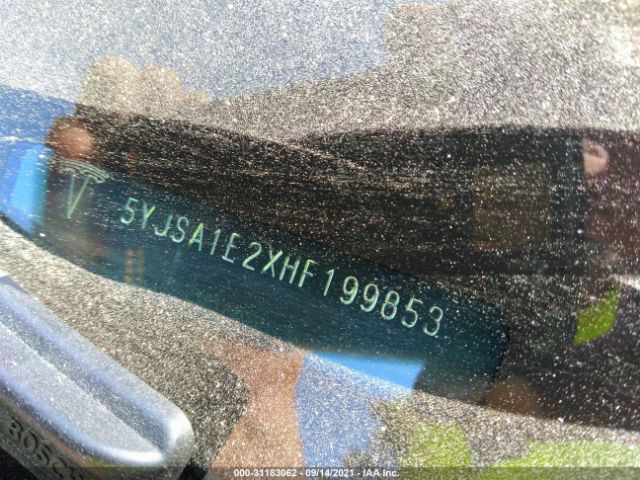 5YJSA1E2XHF199853
BOSCH
000-31183062 - 09/14/2021 - IAA Inc.